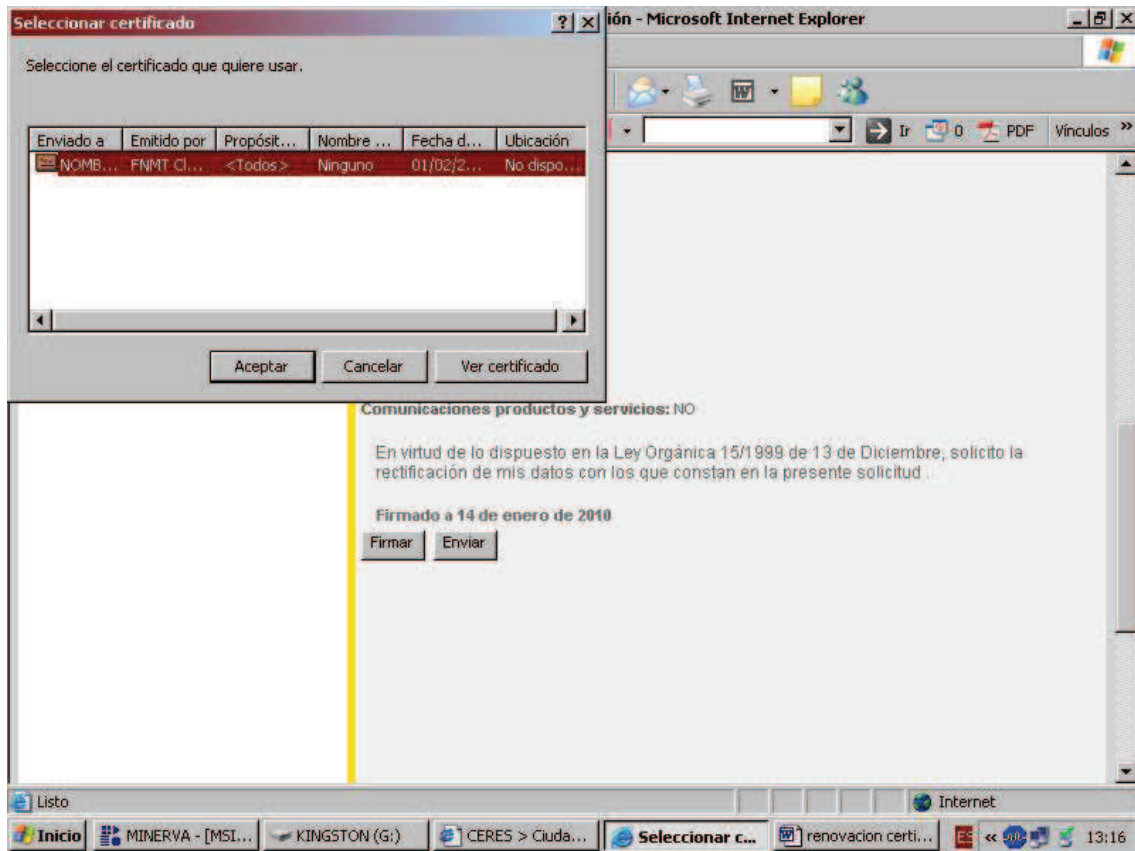 Seleccionar certificado
ión - Microsoft Internet Explorer
Seleccione el certificado que quiere usar.
Enviado a Emitido por Propósit... Nombre ... Fecha d... Ubicación
NOMB... FNMT Cl... <Todos> Ninguno 01/02/2... No dispo...
Ir 0 PDF Vínculos »
Aceptar Cancelar Ver certificado
Comunicaciones productos y servicios: NO
En virtud de lo dispuesto en la Ley Orgánica 15/1999 de 13 de Diciembre, solicito la
rectificación de mis datos con los que constan en la presente solicitud .
Firmado a 14 de enero de 2010
Firmar Enviar
Listo Internet
Inicio MINERVA - [MSI... KINGSTON (G:) CERES > Ciuda... Seleccionar c... renovacion certi... ES « 13:16